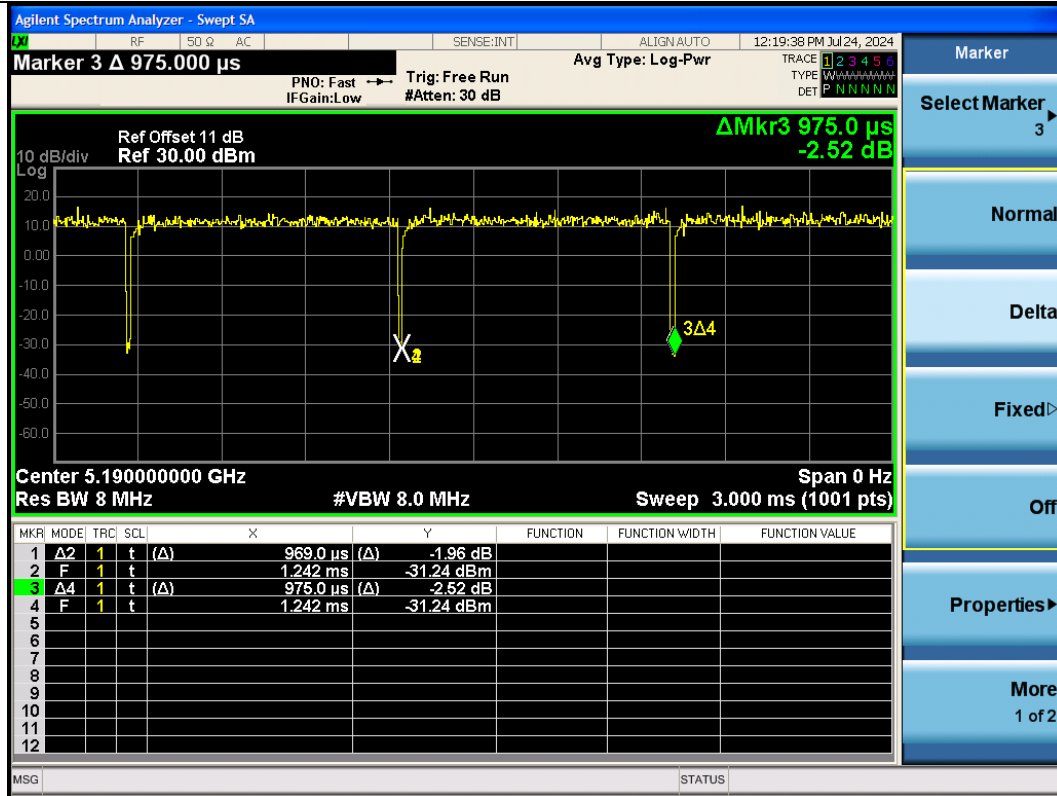 Agilent Spectrum Analyzer - Swept SA
LXI RF 50 Ω AC SENSE:INT ALIGN AUTO 12:19:38 PM Jul 24, 2024
Marker 3 Δ 975.000 µs
PNO: Fast
IFGain:Low
Trig: Free Run
#Atten: 30 dB
Avg Type: Log-Pwr
TRACE 1 2 3 4 5 6
TYPE W
DET P N N N N N
ΔMkr3 975.0 µs
-2.52 dB
Ref Offset 11 dB
10 dB/div Ref 30.00 dBm
Log
20.0
10.0
0.00
-10.0
-20.0
-30.0
-40.0
-50.0
-60.0
3Δ4
Center 5.190000000 GHz Span 0 Hz
Res BW 8 MHz #VBW 8.0 MHz Sweep 3.000 ms (1001 pts)
MKR MODE TRC SCL X Y FUNCTION FUNCTION WIDTH FUNCTION VALUE
1 Δ2 1 t (Δ) 969.0 µs (Δ) -1.96 dB
2 F 1 t 1.242 ms -31.24 dBm
3 Δ4 1 t (Δ) 975.0 µs (Δ) -2.52 dB
4 F 1 t 1.242 ms -31.24 dBm
5
6
7
8
9
10
11
12
MSG STATUS
Marker
Select Marker
3
Normal
Delta
Fixed
Off
Properties
More
1 of 2